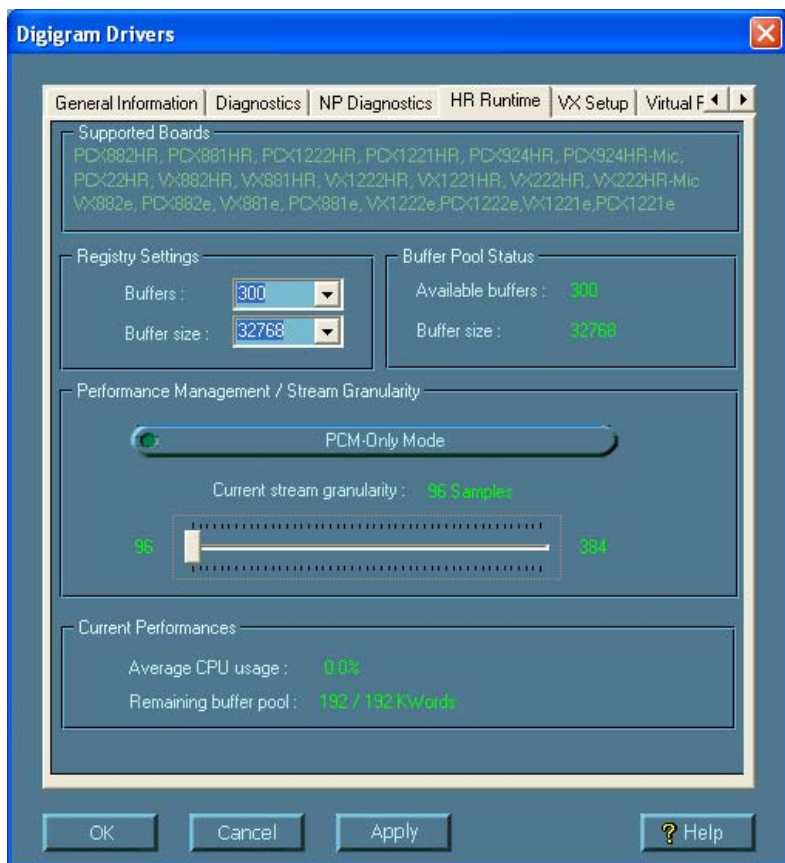 Digigram Drivers
General Information Diagnostics NP Diagnostics HR Runtime VX Setup
Supported Boards
PCX882HR, PCX881HR, PCX1222HR, PCX1221HR, PCX924HR, PCX924HR-Mic,
PCX22HR, VX882HR, VX881HR, VX1222HR, VX1221HR, VX222HR, VX222HR-Mic
VX882e, PCX882e, VX881e, PCX881e, VX1222e,PCX1222e,VX1221e,PCX1221e
Registry Settings
Buffers : 300
Buffer size : 32768
Buffer Pool Status
Available buffers : 300
Buffer size : 32768
Performance Management / Stream Granularity
PCM-Only Mode
Current stream granularity : 96 Samples
96 384
Current Performances
Average CPU usage : 0.0%
Remaining buffer pool : 192 / 192 KWords
OK Cancel Apply ? Help